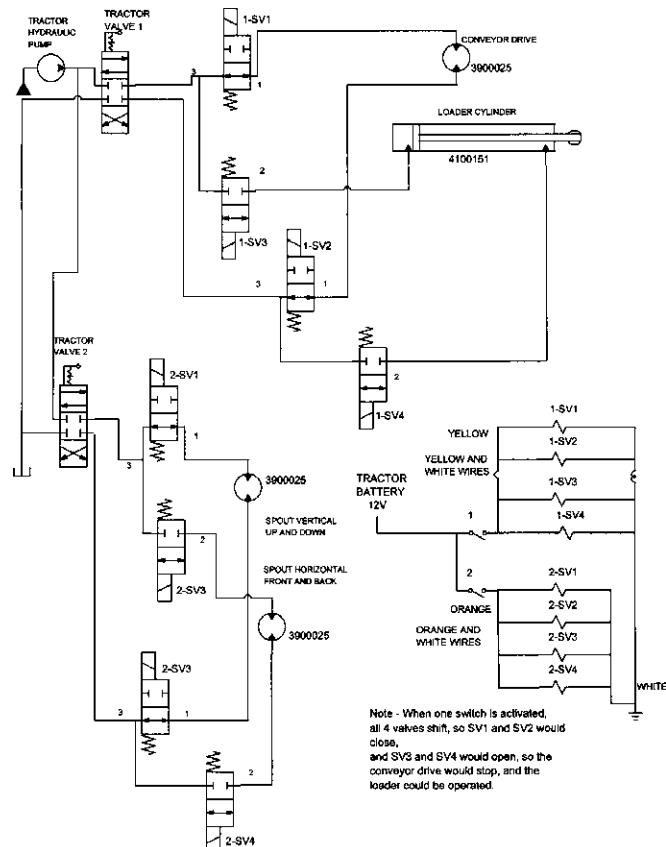 TRACTOR
HYDRAULIC
PUMP
TRACTOR
VALVE 1
1-SV1
3
1
CONVEYOR DRIVE
3900025
LOADER CYLINDER
4100151
2
1-SV3
1-SV2
3
1
2
1-SV4
TRACTOR
VALVE 2
2-SV1
1
3
3900025
SPOUT VERTICAL
UP AND DOWN
2
SPOUT HORIZONTAL
FRONT AND BACK
2-SV3
3900025
2-SV3
3
1
2
2-SV4
YELLOW
YELLOW AND
WHITE WIRES
TRACTOR
BATTERY
12V
1-SV1
1-SV2
1-SV3
1-SV4
1
2
ORANGE
ORANGE AND
WHITE WIRES
2-SV1
2-SV2
2-SV3
2-SV4
WHITE
Note - When one switch is activated,
all 4 valves shift, so SV1 and SV2 would
close,
and SV3 and SV4 would open, so the
conveyor drive would stop, and the
loader could be operated.